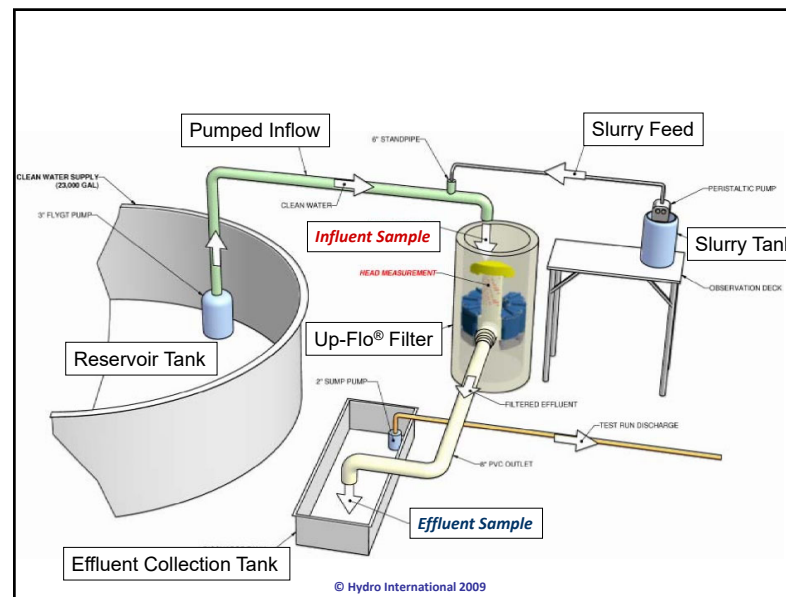 Pumped Inflow
6" STANDPIPE
Slurry Feed
CLEAN WATER SUPPLY
(23,000 GAL)
3" FLYGT PUMP
CLEAN WATER
PERISTALTIC PUMP
Influent Sample
Slurry Tank
HEAD MEASUREMENT
OBSERVATION DECK
Up-Flo® Filter
Reservoir Tank
2" SUMP PUMP
FILTERED EFFLUENT
TEST RUN DISCHARGE
8" PVC OUTLET
Effluent Sample
Effluent Collection Tank
© Hydro International 2009